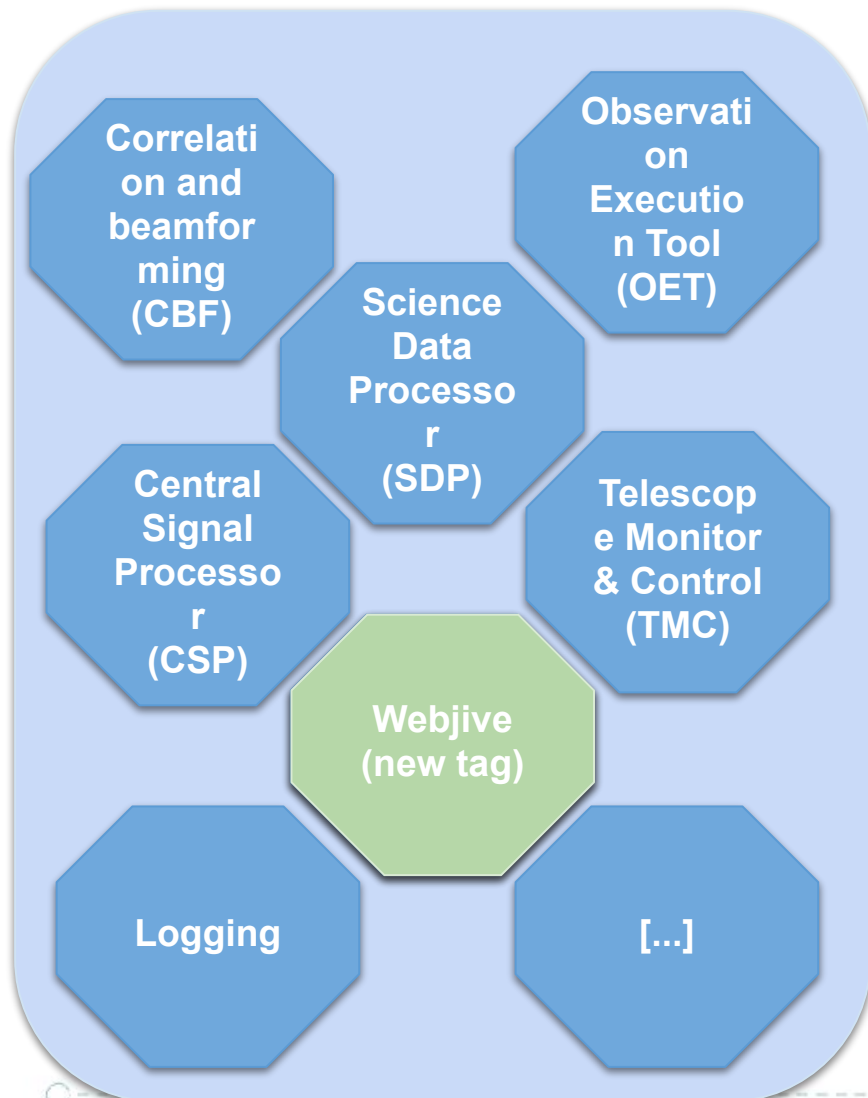 Correlati
on and
beamfor
ming
(CBF)
Observati
on
Executio
n Tool
(OET)
Science
Data
Processo
r
(SDP)
Central
Signal
Processo
r
(CSP)
Telescop
e Monitor
& Control
(TMC)
Webjive
(new tag)
Logging
[...]